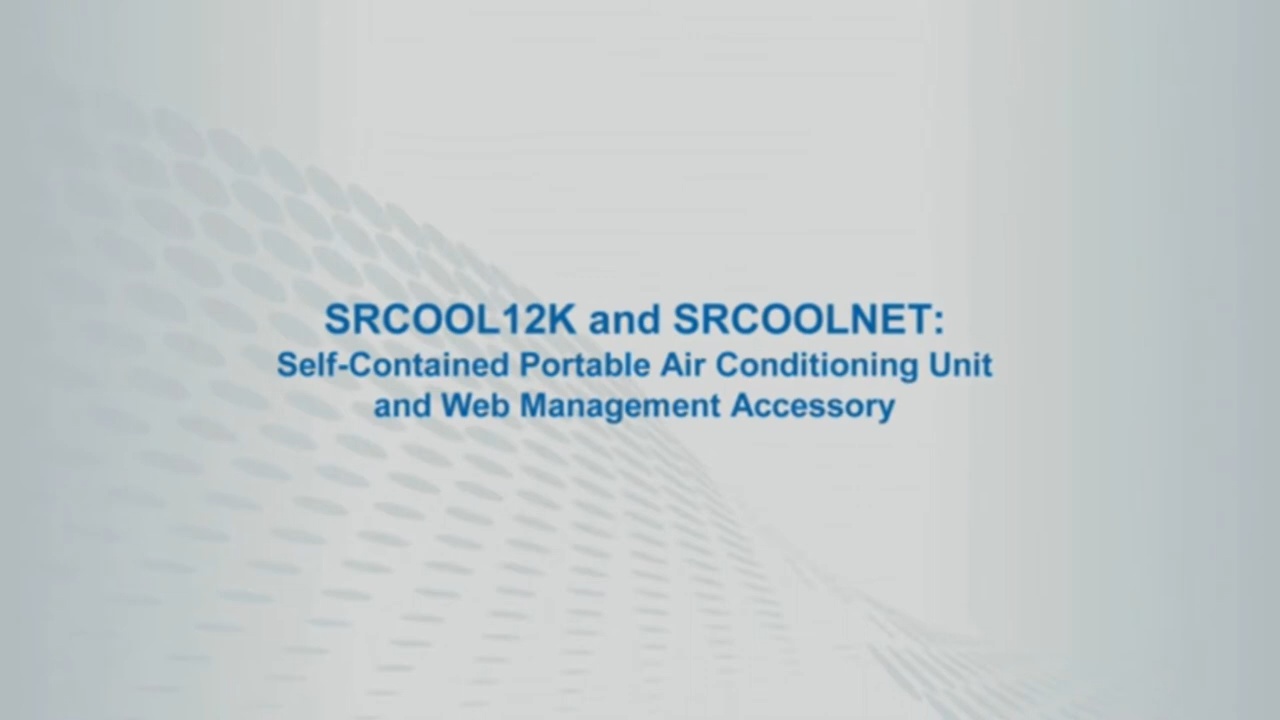 SRCOOL12K and SRCOOLNET:
Self-Contained Portable Air Conditioning Unit
and Web Management Accessory